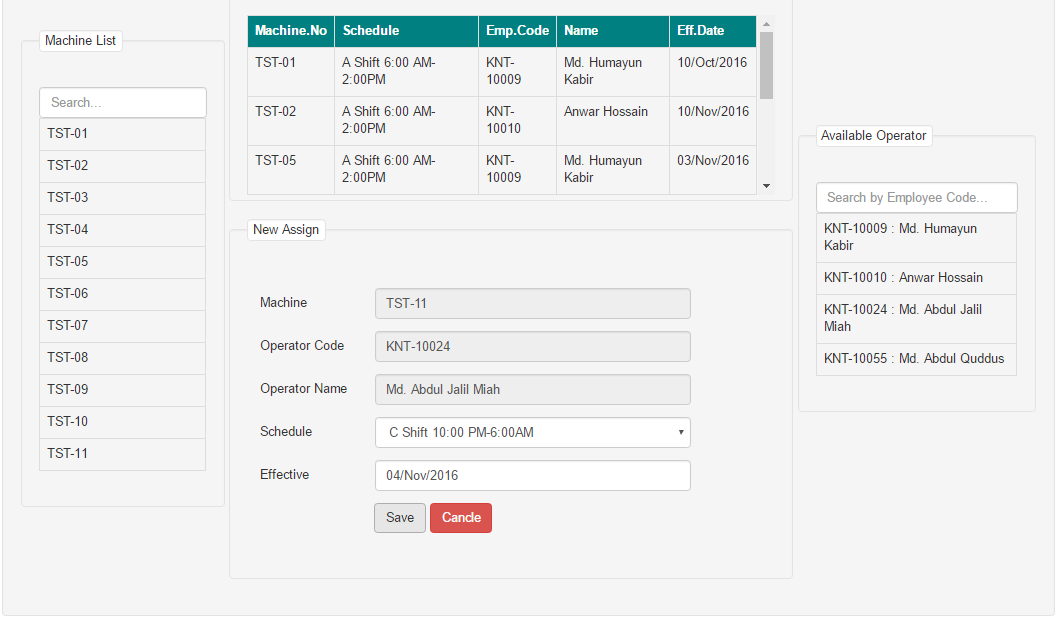 Machine List
Search...
TST-01
TST-02
TST-03
TST-04
TST-05
TST-06
TST-07
TST-08
TST-09
TST-10
TST-11
Machine.No Schedule Emp.Code Name Eff.Date
TST-01 A Shift 6:00 AM- KNT- Md. Humayun 10/Oct/2016
2:00PM 10009 Kabir
TST-02 A Shift 6:00 AM- KNT- Anwar Hossain 10/Nov/2016
2:00PM 10010
TST-05 A Shift 6:00 AM- KNT- Md. Humayun 03/Nov/2016
2:00PM 10009 Kabir
New Assign
Machine TST-11
Operator Code KNT-10024
Operator Name Md. Abdul Jalil Miah
Schedule C Shift 10:00 PM-6:00AM
Effective 04/Nov/2016
Save Cancle
Available Operator
Search by Employee Code...
KNT-10009 : Md. Humayun
Kabir
KNT-10010 : Anwar Hossain
KNT-10024 : Md. Abdul Jalil
Miah
KNT-10055 : Md. Abdul Quddus